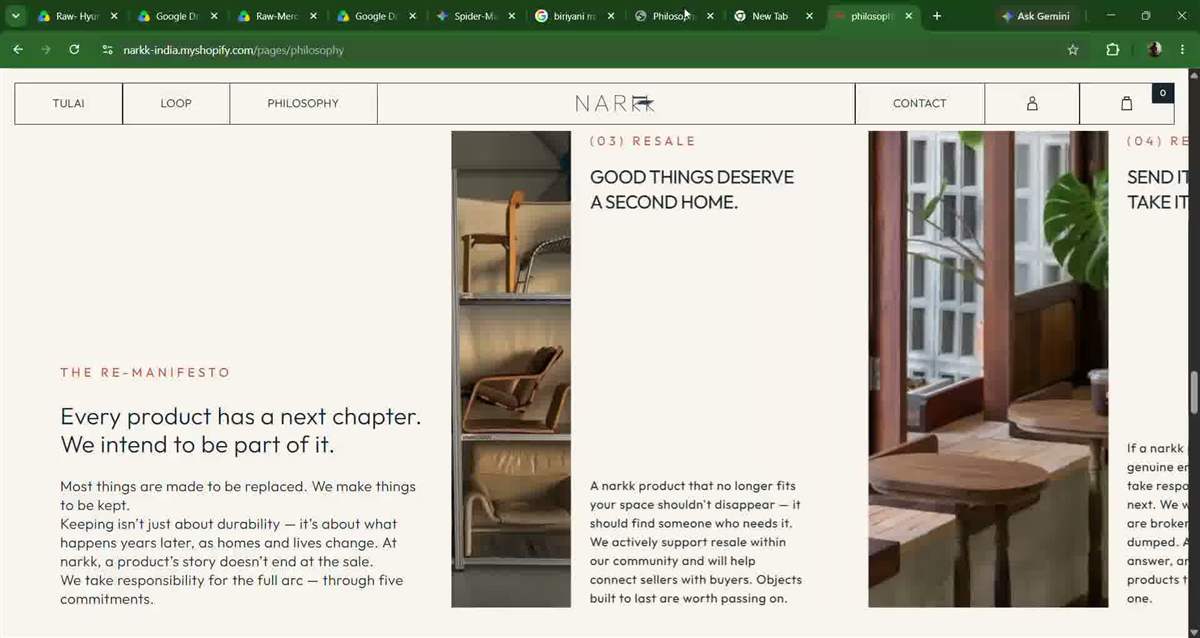 Raw- Hyu
Google Dr
Raw-Merc
Google D
Spider-Ma
biriyani m
Philoso
New Tab
philosoph
Ask Gemini
narkk-india.myshopify.com/pages/philosophy
TULAI
LOOP
PHILOSOPHY
NARKK
CONTACT
0
THE RE-MANIFESTO
Every product has a next chapter.
We intend to be part of it.
Most things are made to be replaced. We make things
to be kept.
Keeping isn't just about durability — it's about what
happens years later, as homes and lives change. At
narkk, a product's story doesn't end at the sale.
We take responsibility for the full arc — through five
commitments.
(03) RESALE
GOOD THINGS DESERVE
A SECOND HOME.
A narkk product that no longer fits
your space shouldn't disappear — it
should find someone who needs it.
We actively support resale within
our community and will help
connect sellers with buyers. Objects
built to last are worth passing on.
(04) RE
SEND IT
TAKE IT
If a narkk
genuine en
take respo
next. We w
are broken
dumped. A
answer, an
products t
one.